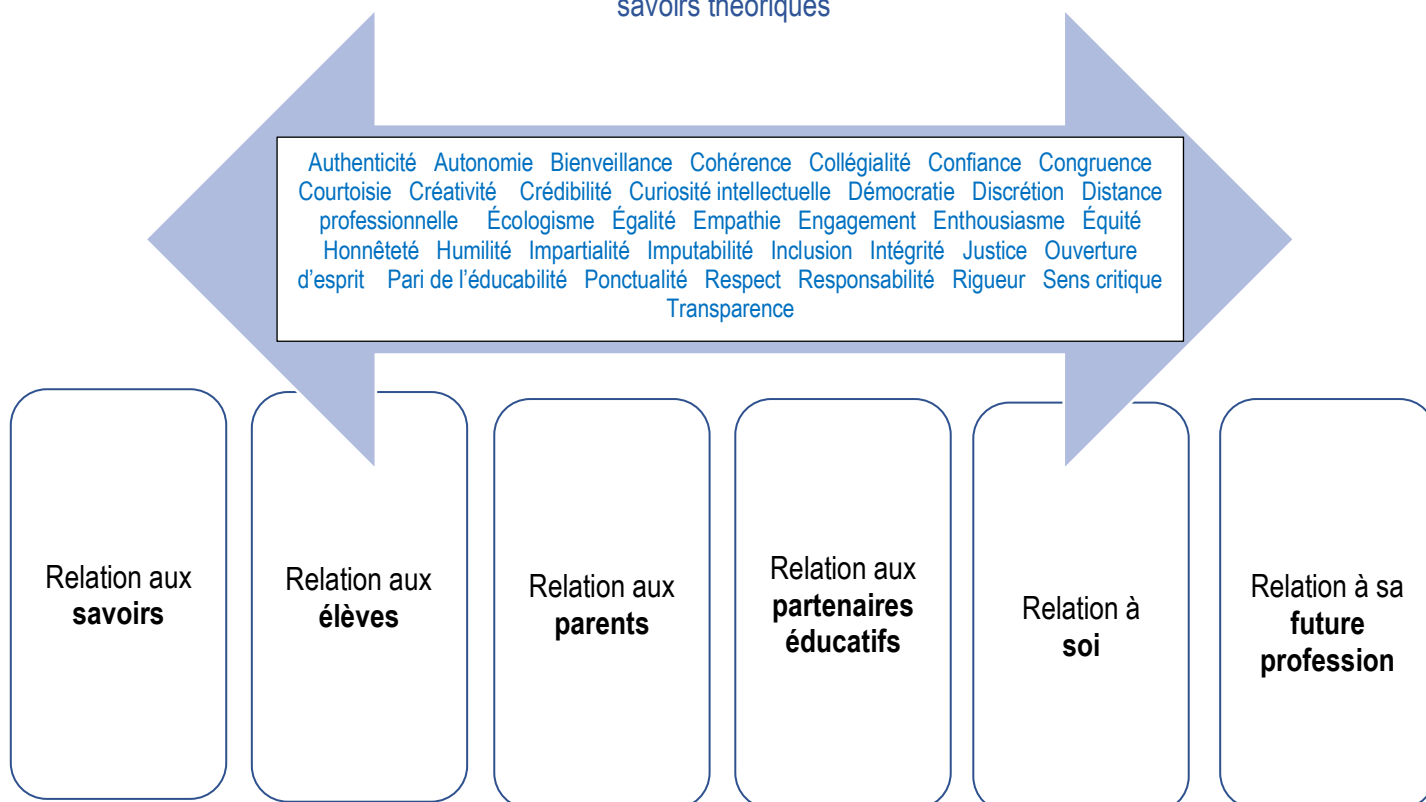 savoirs théoriques
Authenticité Autonomie Bienveillance Cohérence Collégialité Confiance Congruence
Courtoisie Créativité Crédibilité Curiosité intellectuelle Démocratie Discrétion Distance
professionnelle Écologisme Égalité Empathie Engagement Enthousiasme Équité
Honnêteté Humilité Impartialité Imputabilité Inclusion Intégrité Justice Ouverture
d'esprit Pari de l'éducabilité Ponctualité Respect Responsabilité Rigueur Sens critique
Transparence
Relation aux
savoirs
Relation aux
élèves
Relation aux
parents
Relation aux
partenaires
éducatifs
Relation à
soi
Relation à sa
future
profession